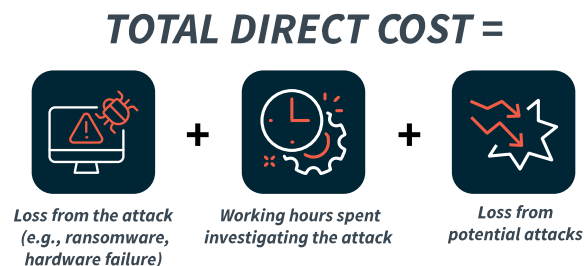 TOTAL DIRECT COST =
+
+
Loss from the attack
(e.g., ransomware,
hardware failure)
Working hours spent
investigating the attack
Loss from
potential attacks